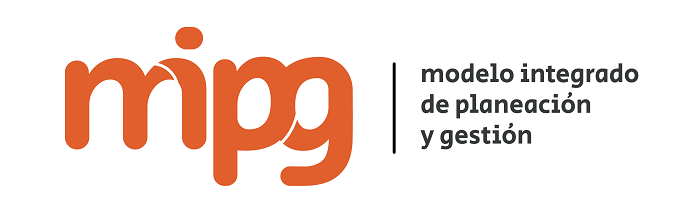 mipg
modelo integrado
de planeación
y gestión